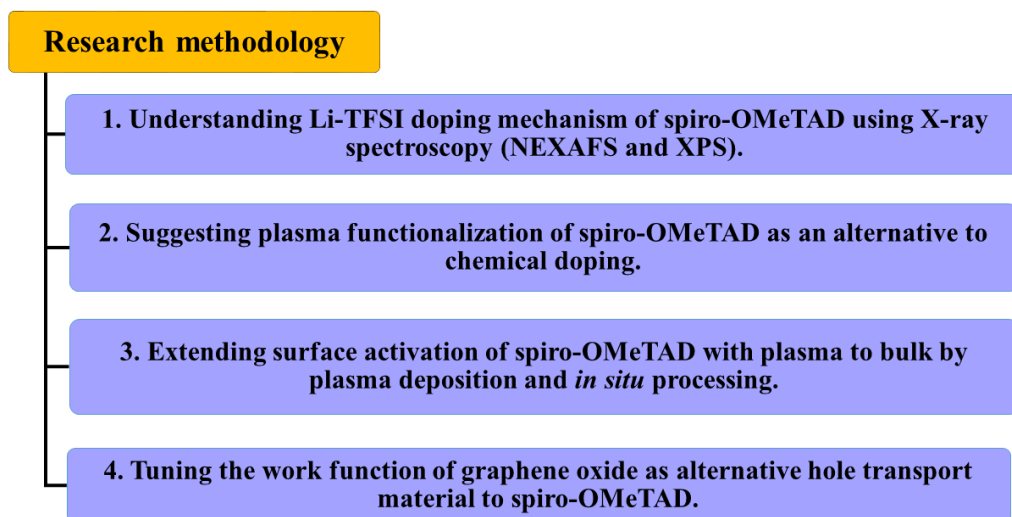 Research methodology
1. Understanding Li-TFSI doping mechanism of spiro-OMeTAD using X-ray
spectroscopy (NEXAFS and XPS).
2. Suggesting plasma functionalization of spiro-OMeTAD as an alternative to
chemical doping.
3. Extending surface activation of spiro-OMeTAD with plasma to bulk by
plasma deposition and in situ processing.
4. Tuning the work function of graphene oxide as alternative hole transport
material to spiro-OMeTAD.